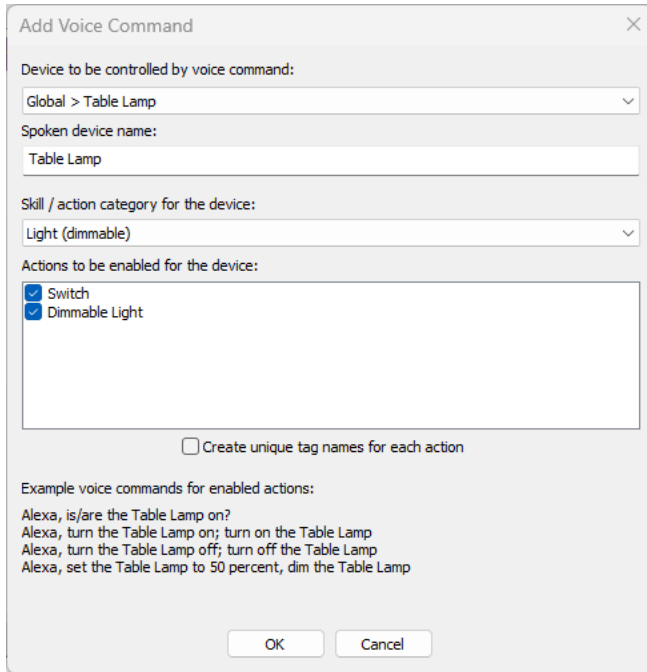 Add Voice Command
Device to be controlled by voice command:
Global > Table Lamp
Spoken device name:
Table Lamp
Skill / action category for the device:
Light (dimmable)
Actions to be enabled for the device:
Switch
Dimmable Light
Create unique tag names for each action
Example voice commands for enabled actions:
Alexa, is/are the Table Lamp on?
Alexa, turn the Table Lamp on; turn on the Table Lamp
Alexa, turn the Table Lamp off; turn off the Table Lamp
Alexa, set the Table Lamp to 50 percent, dim the Table Lamp
OK Cancel